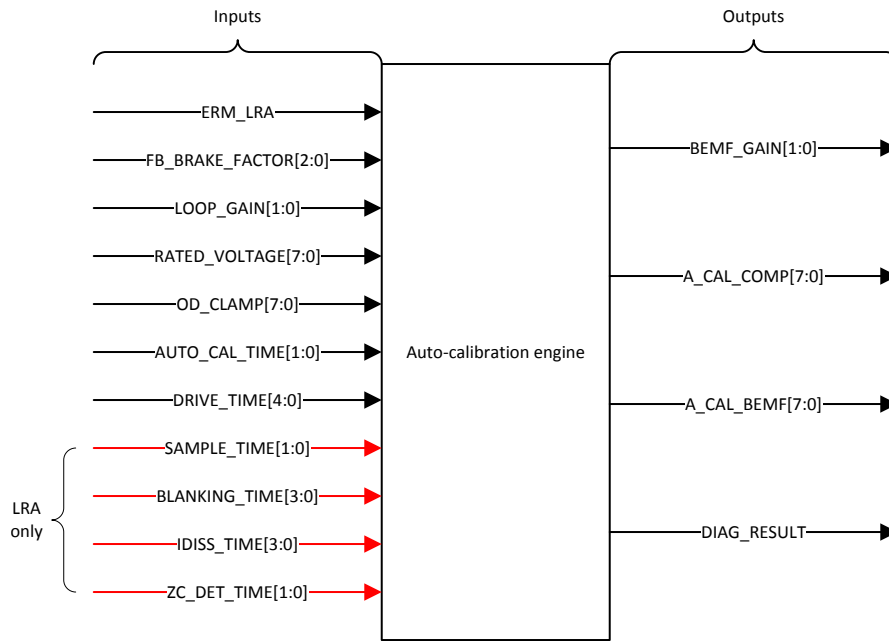 Inputs
Outputs
ERM_LRA
FB_BRAKE_FACTOR[2:0]
LOOP_GAIN[1:0]
RATED_VOLTAGE[7:0]
OD_CLAMP[7:0]
AUTO_CAL_TIME[1:0]
DRIVE_TIME[4:0]
SAMPLE_TIME[1:0]
BLANKING_TIME[3:0]
IDISS_TIME[3:0]
ZC_DET_TIME[1:0]
LRA
only
Auto-calibration engine
BEMF_GAIN[1:0]
A_CAL_COMP[7:0]
A_CAL_BEMF[7:0]
DIAG_RESULT